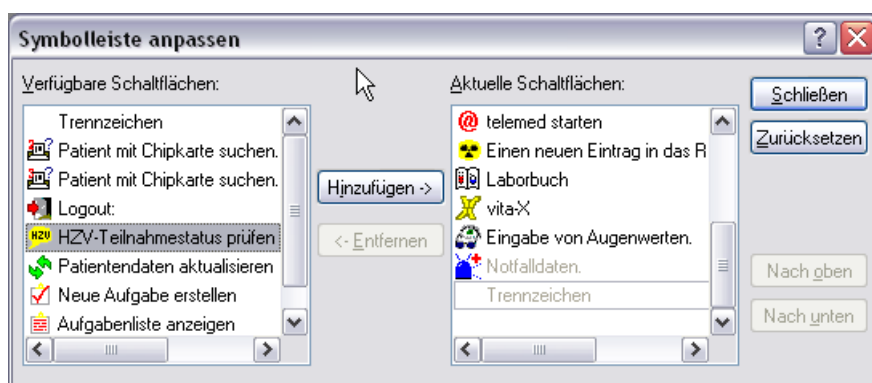 Symbolleiste anpassen
Verfügbare Schaltflächen:
Trennzeichen
Patient mit Chipkarte suchen.
Patient mit Chipkarte suchen.
Logout:
HZV HZV-Teilnahmestatus prüfen
Patientendaten aktualisieren
Neue Aufgabe erstellen
Aufgabenliste anzeigen
Hinzufügen ->
<- Entfernen
Aktuelle Schaltflächen:
telemed starten
Einen neuen Eintrag in das R
Laborbuch
vita-X
Eingabe von Augenwerten.
Notfalldaten.
Trennzeichen
Schließen
Zurücksetzen
Nach oben
Nach unten